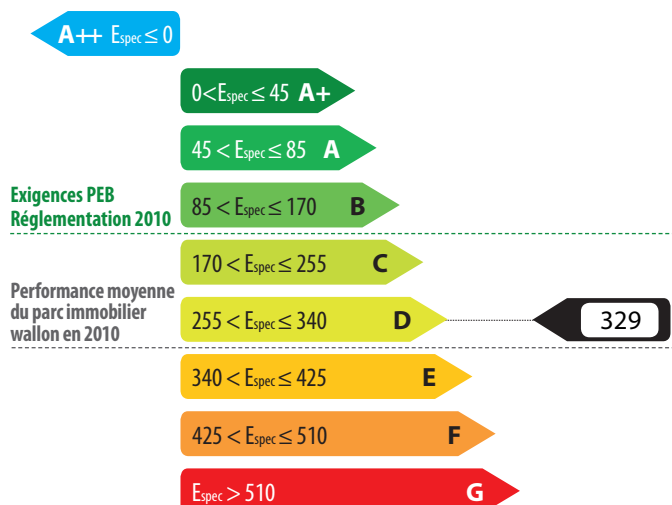 A++ Espec ≤ 0
0<Espec ≤ 45 A+
45 < Espec ≤ 85 A
Exigences PEB
Réglementation 2010
85 < Espec ≤ 170 B
170 < Espec ≤ 255 C
Performance moyenne
du parc immobilier
wallon en 2010
255 < Espec ≤ 340 D
329
340 < Espec ≤ 425 E
425 < Espec ≤ 510 F
Espec > 510 G